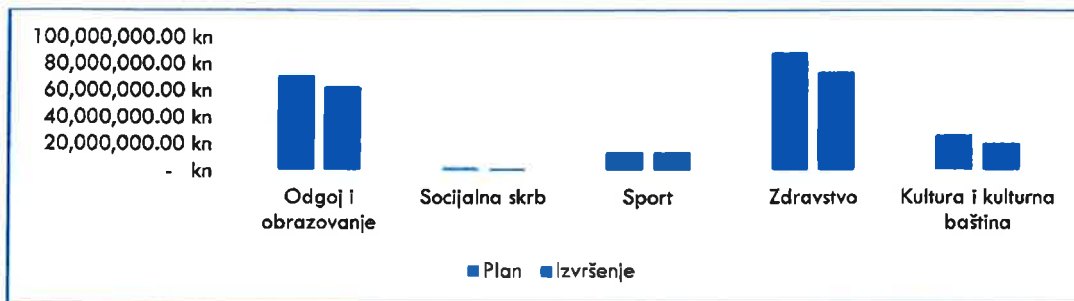 100,000,000.00 kn
80,000,000.00 kn
60,000,000.00 kn
40,000,000.00 kn
20,000,000.00 kn
- kn
Odgoj i
obrazovanje
Socijalna skrb
Sport
Zdravstvo
Kultura i kulturna
baština
Plan
Izvršenje